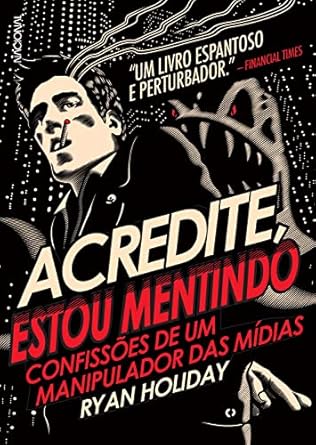 NACIONAL
"UM LIVRO ESPANTOSO
E PERTURBADOR."
—FINANCIAL TIMES
ACREDITE,
ESTOU MENTINDO
CONFISSÕES DE UM
MANIPULADOR DAS MÍDIAS
RYAN HOLIDAY